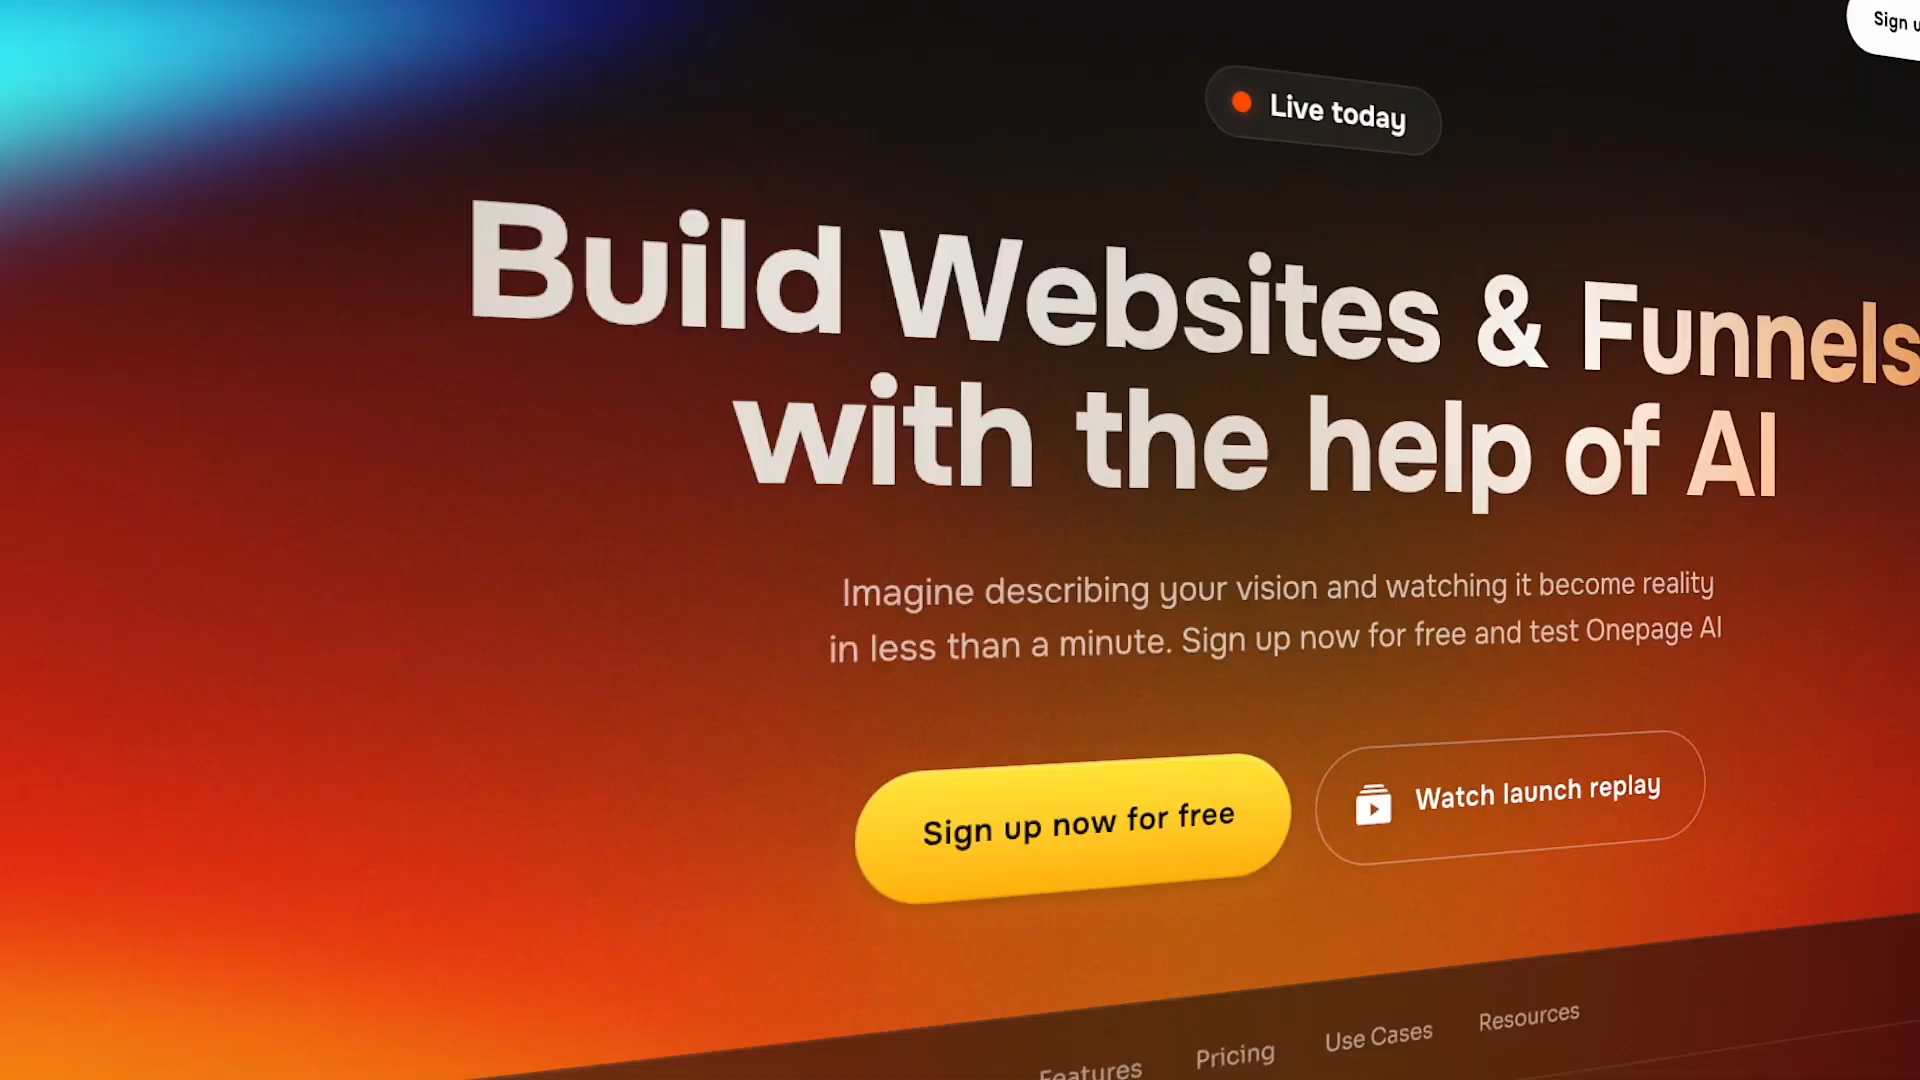 Sign u
Live today
Build Websites & Funnels
with the help of AI
Imagine describing your vision and watching it become reality
in less than a minute. Sign up now for free and test Onepage AI
Sign up now for free
Watch launch replay
Features
Pricing
Use Cases
Resources